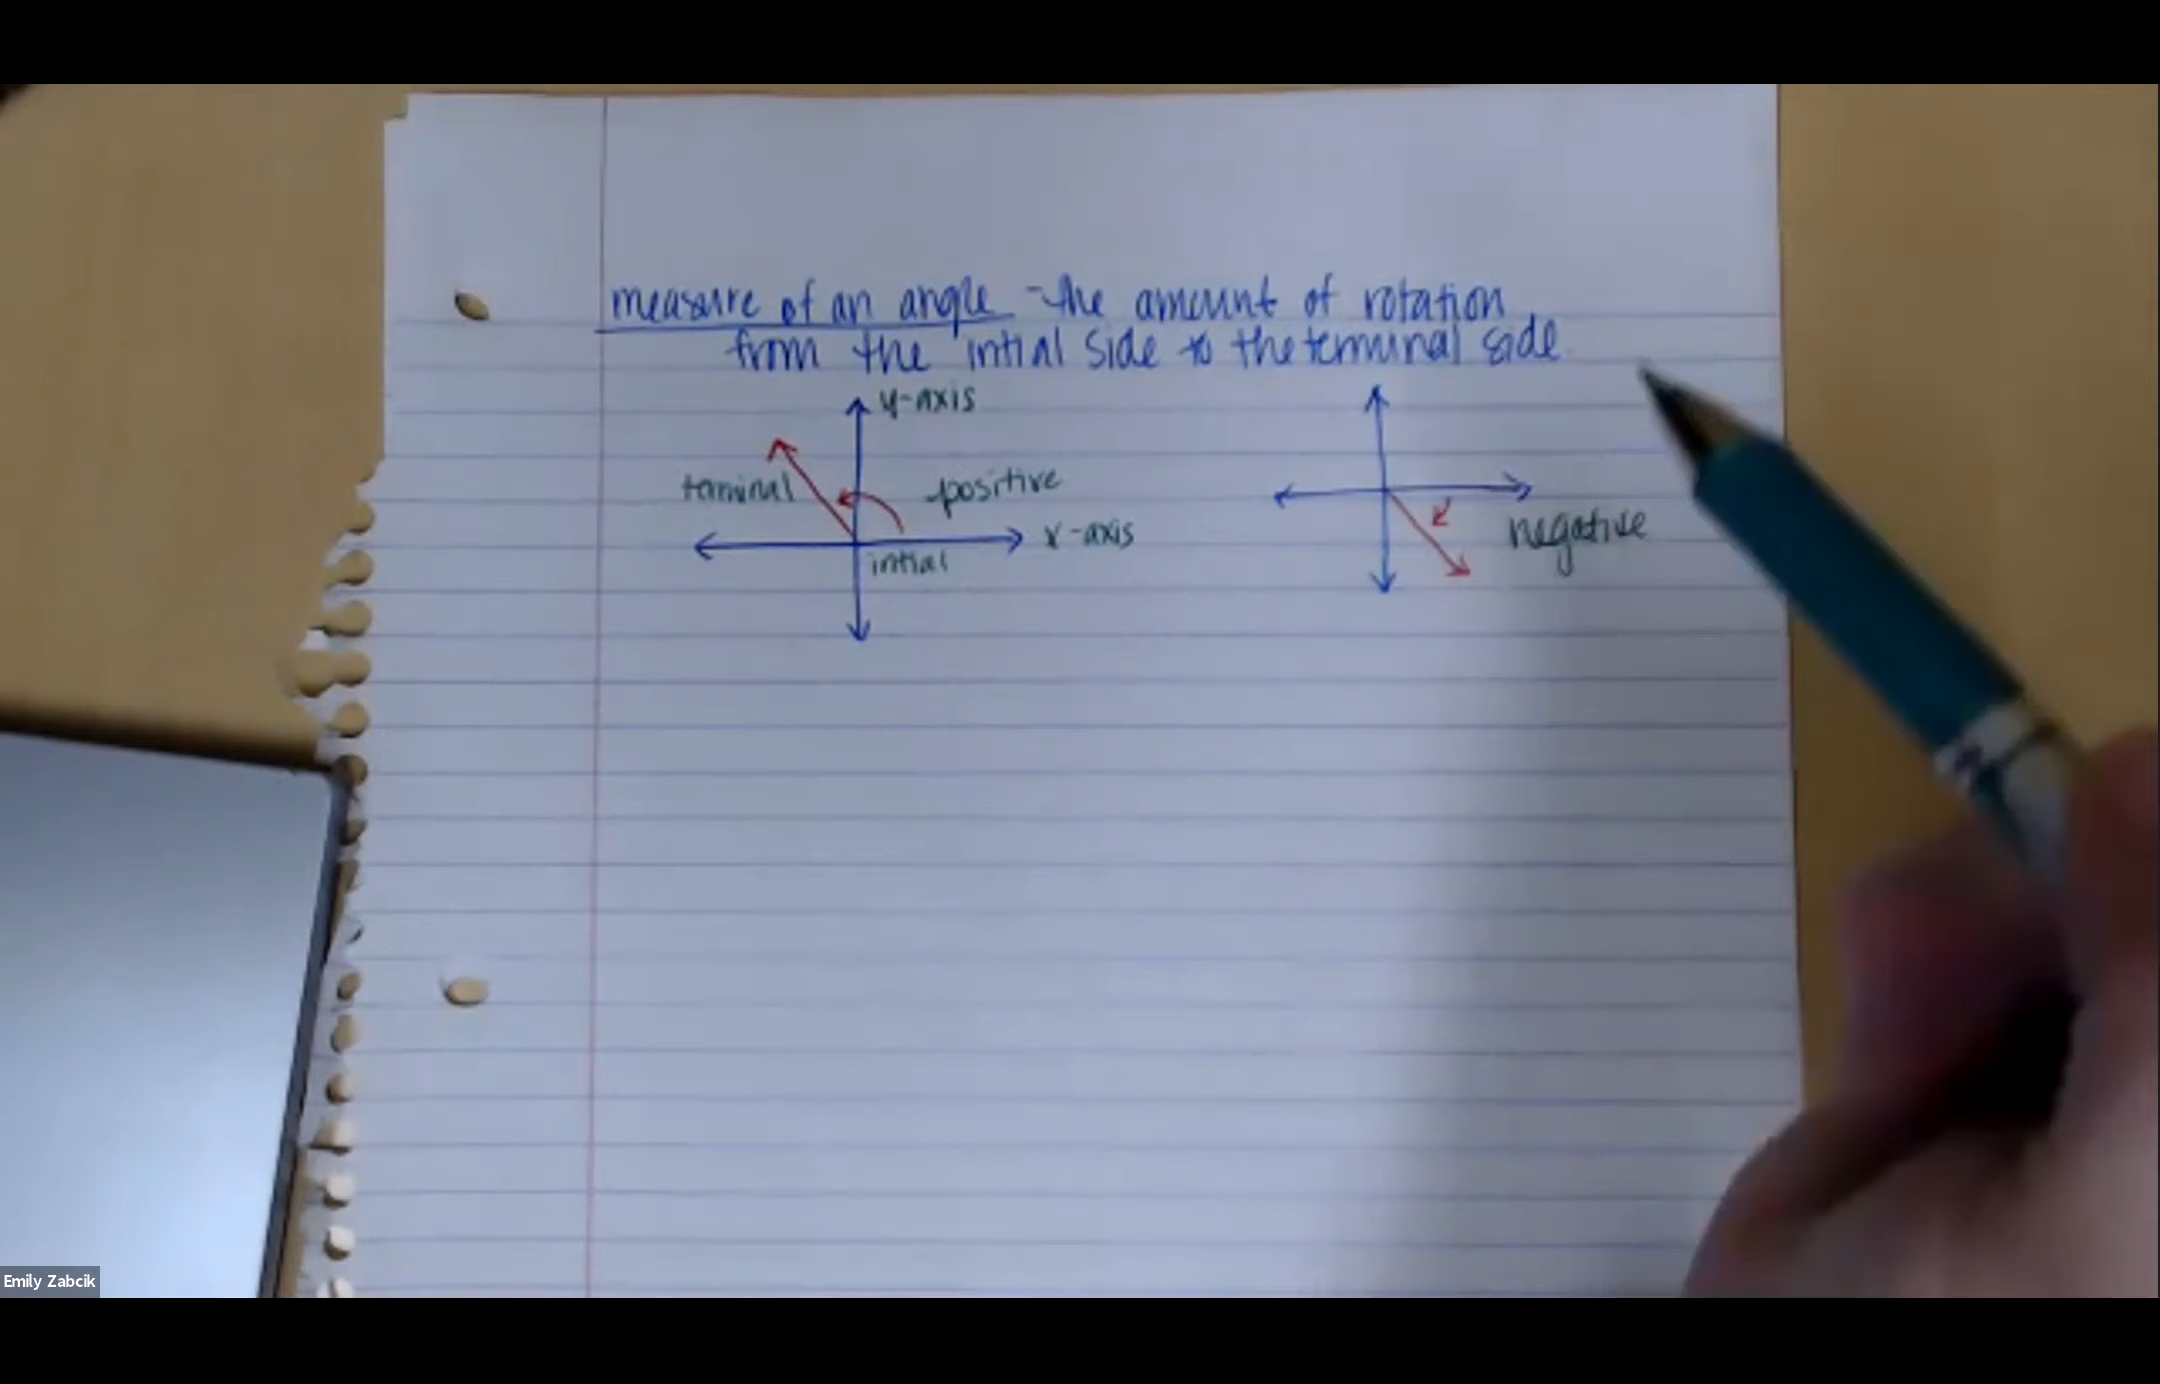 measure of an angle - the amount of rotation
from the intial side to the terminal side.
y-axis
terminal
positive
x-axis
intial
negative
Emily Zabcik